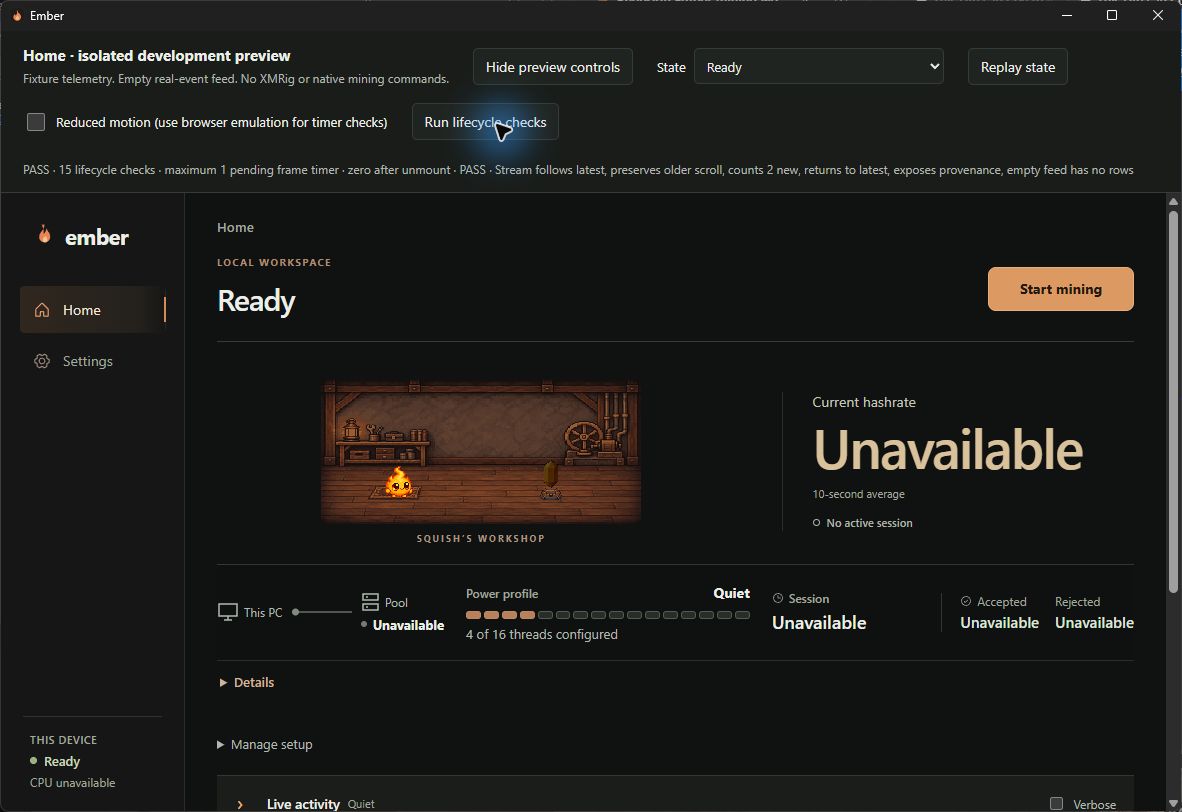 Ember
Home · isolated development preview
Fixture telemetry. Empty real-event feed. No XMRig or native mining commands.
Hide preview controls
State
Ready
Replay state
Reduced motion (use browser emulation for timer checks)
Run lifecycle checks
PASS · 15 lifecycle checks · maximum 1 pending frame timer · zero after unmount · PASS · Stream follows latest, preserves older scroll, counts 2 new, returns to latest, exposes provenance, empty feed has no rows
ember
Home
Settings
THIS DEVICE
Ready
CPU unavailable
Home
LOCAL WORKSPACE
Ready
Start mining
SQUISH'S WORKSHOP
Current hashrate
Unavailable
10-second average
No active session
This PC
Pool
Unavailable
Power profile
Quiet
4 of 16 threads configured
Session
Unavailable
Accepted
Unavailable
Rejected
Unavailable
Details
Manage setup
Live activity
Quiet
Verbose